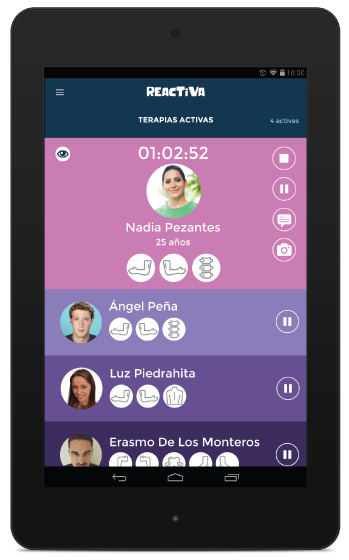 10:00
REACTIVA
TERAPIAS ACTIVAS
4 activas
01:02:52
Nadia Pezantes
25 años
Ángel Peña
Luz Piedrahita
Erasmo De Los Monteros